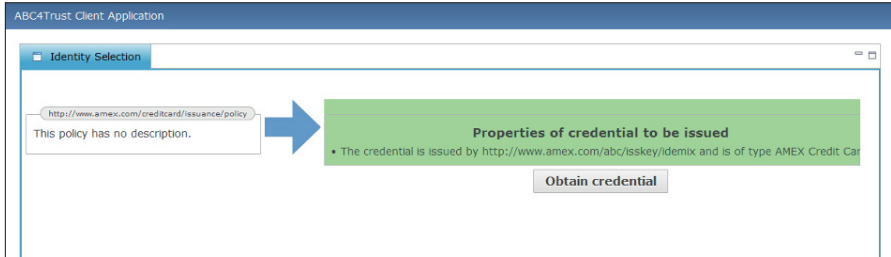 ABC4Trust Client Application
Identity Selection
http://www.amex.com/creditcard/issuance/policy
This policy has no description.
Properties of credential to be issued
• The credential is issued by http://www.amex.com/abc/isskey/idemix and is of type AMEX Credit Car
Obtain credential